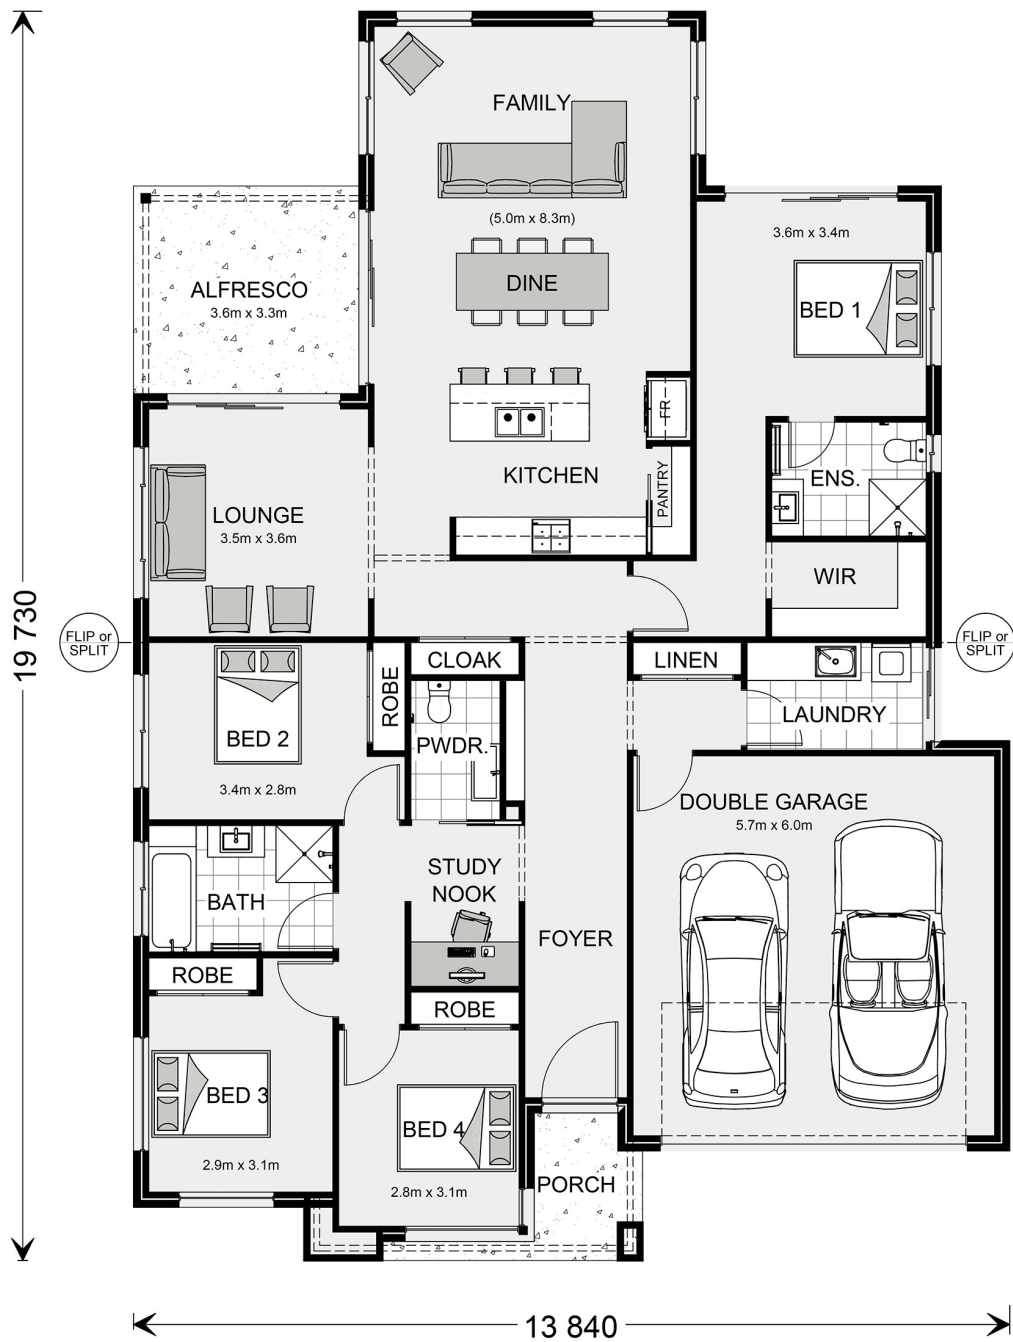 FAMILY
(5.0m x 8.3m)
3.6m x 3.4m
ALFRESCO
3.6m x 3.3m
DINE
BED 1
FR
KITCHEN
PANTRY
ENS.
LOUNGE
3.5m x 3.6m
WIR
19 730
FLIP or
SPLIT
FLIP or
SPLIT
CLOAK
LINEN
ROBE
BED 2
PWDR.
LAUNDRY
3.4m x 2.8m
DOUBLE GARAGE
5.7m x 6.0m
STUDY
NOOK
BATH
FOYER
ROBE
ROBE
BED 3
BED 4
2.9m x 3.1m
2.8m x 3.1m
PORCH
13 840